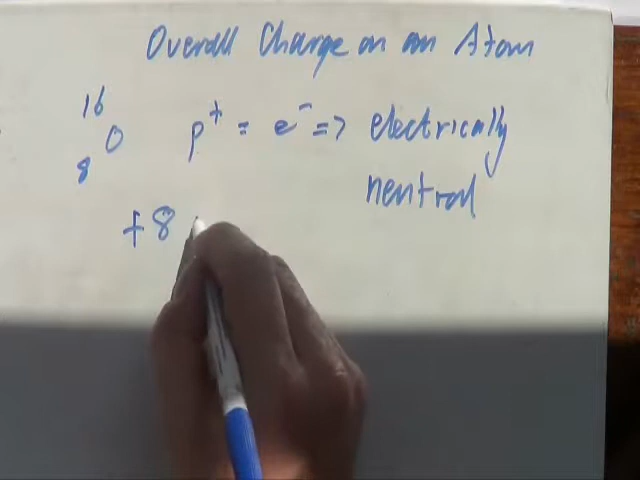 Overall Charge on an Atom
16
O p+ = e- => electrically
8
neutral
+8